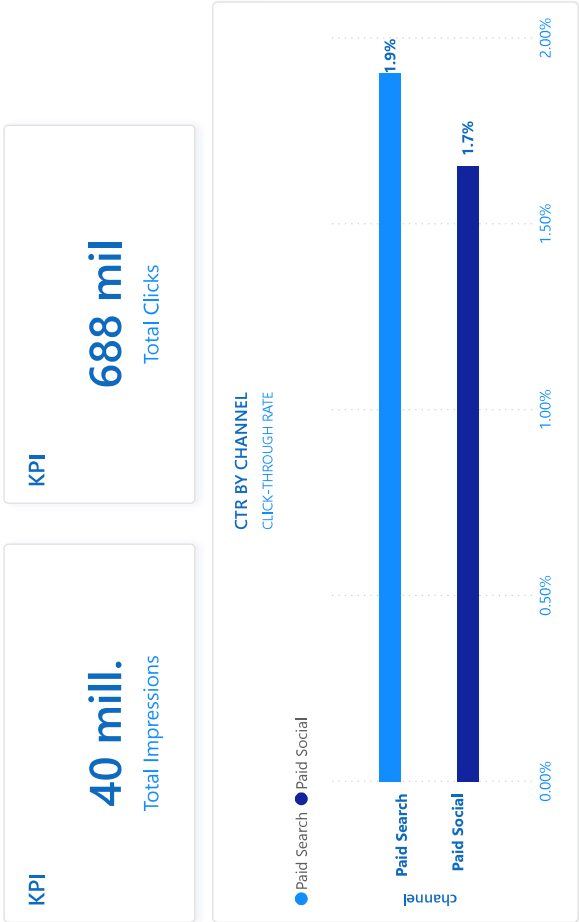 KPI
40 mill.
Total Impressions
KPI
688 mil
Total Clicks
CTR BY CHANNEL
CLICK-THROUGH RATE
Paid Search Paid Social
channel
Paid Search
1.9%
Paid Social
1.7%
0.00% 0.50% 1.00% 1.50% 2.00%